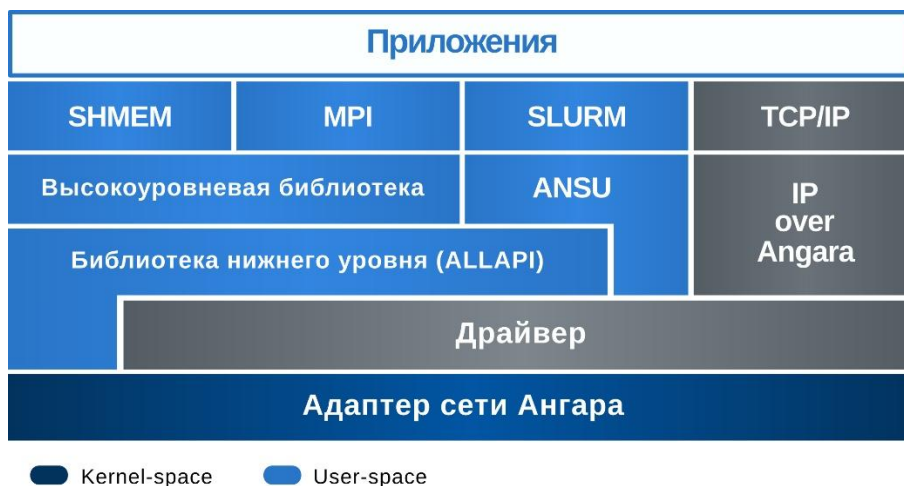 Приложения
SHMEM
MPI
SLURM
TCP/IP
Высокоуровневая библиотека
ANSU
IP
over
Angara
Библиотека нижнего уровня (ALLAPI)
Драйвер
Адаптер сети Ангара
Kernel-space
User-space